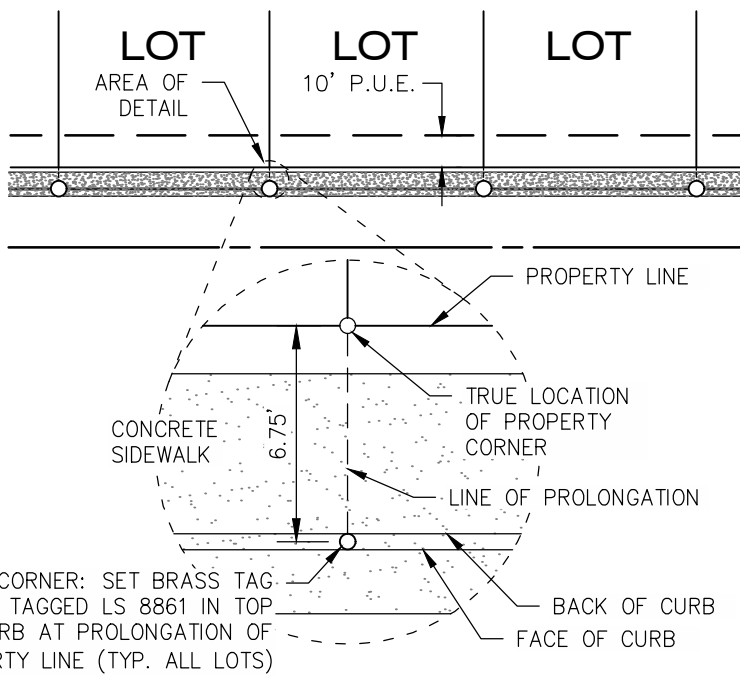 LOT LOT LOT
AREA OF
DETAIL
10' P.U.E.
PROPERTY LINE
TRUE LOCATION
OF PROPERTY
CORNER
CONCRETE
SIDEWALK
6.75'
LINE OF PROLONGATION
CORNER: SET BRASS TAG
TAGGED LS 8861 IN TOP
RB AT PROLONGATION OF
RTY LINE (TYP. ALL LOTS)
BACK OF CURB
FACE OF CURB